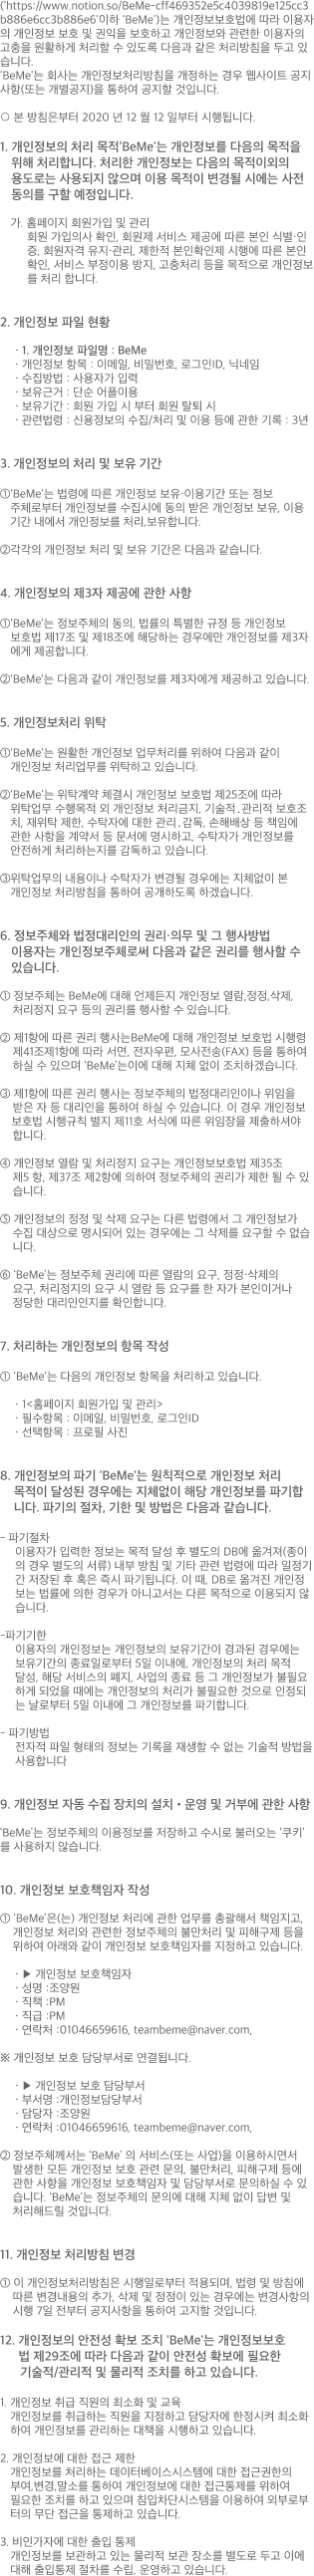 ('https://www.notion.so/BeMe-cff469352e5c4039819e125cc3
b886e6cc3b886e6'이하 'BeMe')는 개인정보보호법에 따라 이용자
의 개인정보 보호 및 권익을 보호하고 개인정보와 관련한 이용자의
고충을 원활하게 처리할 수 있도록 다음과 같은 처리방침을 두고 있
습니다.
'BeMe'는 회사는 개인정보처리방침을 개정하는 경우 웹사이트 공지
사항(또는 개별공지)을 통하여 공지할 것입니다.
○ 본 방침은부터 2020 년 12 월 12 일부터 시행됩니다.
1. 개인정보의 처리 목적'BeMe'는 개인정보를 다음의 목적을
위해 처리합니다. 처리한 개인정보는 다음의 목적이외의
용도로는 사용되지 않으며 이용 목적이 변경될 시에는 사전
동의를 구할 예정입니다.
가. 홈페이지 회원가입 및 관리
회원 가입의사 확인, 회원제 서비스 제공에 따른 본인 식별·인
증, 회원자격 유지·관리, 제한적 본인확인제 시행에 따른 본인
확인, 서비스 부정이용 방지, 고충처리 등을 목적으로 개인정보
를 처리 합니다.
2. 개인정보 파일 현황
· 1. 개인정보 파일명 : BeMe
· 개인정보 항목 : 이메일, 비밀번호, 로그인ID, 닉네임
· 수집방법 : 사용자가 입력
· 보유근거 : 단순 어플이용
· 보유기간 : 회원 가입 시 부터 회원 탈퇴 시
· 관련법령 : 신용정보의 수집/처리 및 이용 등에 관한 기록 : 3년
3. 개인정보의 처리 및 보유 기간
①'BeMe'는 법령에 따른 개인정보 보유·이용기간 또는 정보
주체로부터 개인정보를 수집시에 동의 받은 개인정보 보유, 이용
기간 내에서 개인정보를 처리,보유합니다.
②각각의 개인정보 처리 및 보유 기간은 다음과 같습니다.
4. 개인정보의 제3자 제공에 관한 사항
①'BeMe'는 정보주체의 동의, 법률의 특별한 규정 등 개인정보
보호법 제17조 및 제18조에 해당하는 경우에만 개인정보를 제3자
에게 제공합니다.
②'BeMe'는 다음과 같이 개인정보를 제3자에게 제공하고 있습니다.
5. 개인정보처리 위탁
①'BeMe'는 원활한 개인정보 업무처리를 위하여 다음과 같이
개인정보 처리업무를 위탁하고 있습니다.
②'BeMe'는 위탁계약 체결시 개인정보 보호법 제25조에 따라
위탁업무 수행목적 외 개인정보 처리금지, 기술적․관리적 보호조
치, 재위탁 제한, 수탁자에 대한 관리․감독, 손해배상 등 책임에
관한 사항을 계약서 등 문서에 명시하고, 수탁자가 개인정보를
안전하게 처리하는지를 감독하고 있습니다.
③위탁업무의 내용이나 수탁자가 변경될 경우에는 지체없이 본
개인정보 처리방침을 통하여 공개하도록 하겠습니다.
6. 정보주체와 법정대리인의 권리·의무 및 그 행사방법
이용자는 개인정보주체로써 다음과 같은 권리를 행사할 수
있습니다.
① 정보주체는 BeMe에 대해 언제든지 개인정보 열람,정정,삭제,
처리정지 요구 등의 권리를 행사할 수 있습니다.
② 제1항에 따른 권리 행사는BeMe에 대해 개인정보 보호법 시행령
제41조제1항에 따라 서면, 전자우편, 모사전송(FAX) 등을 통하여
하실 수 있으며 'BeMe'는이에 대해 지체 없이 조치하겠습니다.
③ 제1항에 따른 권리 행사는 정보주체의 법정대리인이나 위임을
받은 자 등 대리인을 통하여 하실 수 있습니다. 이 경우 개인정보
보호법 시행규칙 별지 제11호 서식에 따른 위임장을 제출하셔야
합니다.
④ 개인정보 열람 및 처리정지 요구는 개인정보보호법 제35조
제5 항, 제37조 제2항에 의하여 정보주체의 권리가 제한 될 수 있
습니다.
⑤ 개인정보의 정정 및 삭제 요구는 다른 법령에서 그 개인정보가
수집 대상으로 명시되어 있는 경우에는 그 삭제를 요구할 수 없습
니다.
⑥ 'BeMe'는 정보주체 권리에 따른 열람의 요구, 정정·삭제의
요구, 처리정지의 요구 시 열람 등 요구를 한 자가 본인이거나
정당한 대리인인지를 확인합니다.
7. 처리하는 개인정보의 항목 작성
① 'BeMe'는 다음의 개인정보 항목을 처리하고 있습니다.
· 1<홈페이지 회원가입 및 관리>
· 필수항목 : 이메일, 비밀번호, 로그인ID
· 선택항목 : 프로필 사진
8. 개인정보의 파기 'BeMe'는 원칙적으로 개인정보 처리
목적이 달성된 경우에는 지체없이 해당 개인정보를 파기합
니다. 파기의 절차, 기한 및 방법은 다음과 같습니다.
- 파기절차
이용자가 입력한 정보는 목적 달성 후 별도의 DB에 옮겨져(종이
의 경우 별도의 서류) 내부 방침 및 기타 관련 법령에 따라 일정기
간 저장된 후 혹은 즉시 파기됩니다. 이 때, DB로 옮겨진 개인정
보는 법률에 의한 경우가 아니고서는 다른 목적으로 이용되지 않
습니다.
-파기기한
이용자의 개인정보는 개인정보의 보유기간이 경과된 경우에는
보유기간의 종료일로부터 5일 이내에, 개인정보의 처리 목적
달성, 해당 서비스의 폐지, 사업의 종료 등 그 개인정보가 불필요
하게 되었을 때에는 개인정보의 처리가 불필요한 것으로 인정되
는 날로부터 5일 이내에 그 개인정보를 파기합니다.
- 파기방법
전자적 파일 형태의 정보는 기록을 재생할 수 없는 기술적 방법을
사용합니다
9. 개인정보 자동 수집 장치의 설치 • 운영 및 거부에 관한 사항
'BeMe'는 정보주체의 이용정보를 저장하고 수시로 불러오는 '쿠키'
를 사용하지 않습니다.
10. 개인정보 보호책임자 작성
① 'BeMe'은(는) 개인정보 처리에 관한 업무를 총괄해서 책임지고,
개인정보 처리와 관련한 정보주체의 불만처리 및 피해구제 등을
위하여 아래와 같이 개인정보 보호책임자를 지정하고 있습니다.
· ▶ 개인정보 보호책임자
· 성명 :조양원
· 직책 :PM
· 직급 :PM
· 연락처 :01046659616, teambeme@naver.com,
※ 개인정보 보호 담당부서로 연결됩니다.
· ▶ 개인정보 보호 담당부서
· 부서명 :개인정보담당부서
· 담당자 :조양원
· 연락처 :01046659616, teambeme@naver.com,
② 정보주체께서는 'BeMe' 의 서비스(또는 사업)을 이용하시면서
발생한 모든 개인정보 보호 관련 문의, 불만처리, 피해구제 등에
관한 사항을 개인정보 보호책임자 및 담당부서로 문의하실 수 있
습니다. 'BeMe'는 정보주체의 문의에 대해 지체 없이 답변 및
처리해드릴 것입니다.
11. 개인정보 처리방침 변경
① 이 개인정보처리방침은 시행일로부터 적용되며, 법령 및 방침에
따른 변경내용의 추가, 삭제 및 정정이 있는 경우에는 변경사항의
시행 7일 전부터 공지사항을 통하여 고지할 것입니다.
12. 개인정보의 안전성 확보 조치 'BeMe'는 개인정보보호
법 제29조에 따라 다음과 같이 안전성 확보에 필요한
기술적/관리적 및 물리적 조치를 하고 있습니다.
1. 개인정보 취급 직원의 최소화 및 교육
개인정보를 취급하는 직원을 지정하고 담당자에 한정시켜 최소화
하여 개인정보를 관리하는 대책을 시행하고 있습니다.
2. 개인정보에 대한 접근 제한
개인정보를 처리하는 데이터베이스시스템에 대한 접근권한의
부여,변경,말소를 통하여 개인정보에 대한 접근통제를 위하여
필요한 조치를 하고 있으며 침입차단시스템을 이용하여 외부로부
터의 무단 접근을 통제하고 있습니다.
3. 비인가자에 대한 출입 통제
개인정보를 보관하고 있는 물리적 보관 장소를 별도로 두고 이에
대해 출입통제 절차를 수립, 운영하고 있습니다.